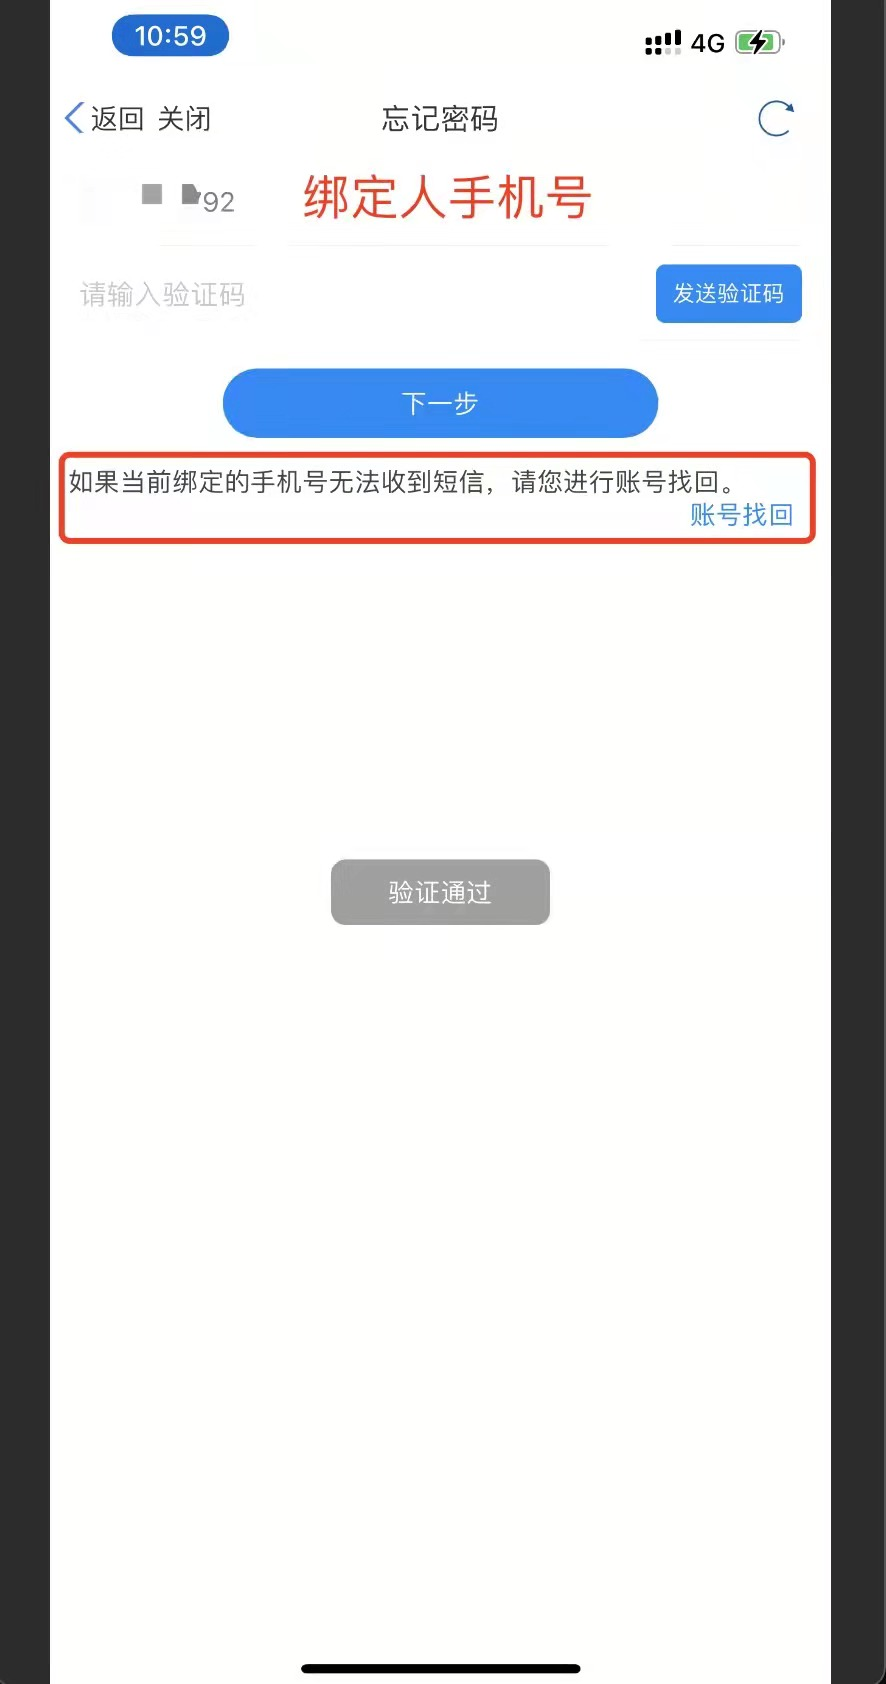 10:59
4G
返回 关闭 忘记密码
92 绑定人手机号
请输入验证码 发送验证码
下一步
如果当前绑定的手机号无法收到短信，请您进行账号找回。
账号找回
验证通过